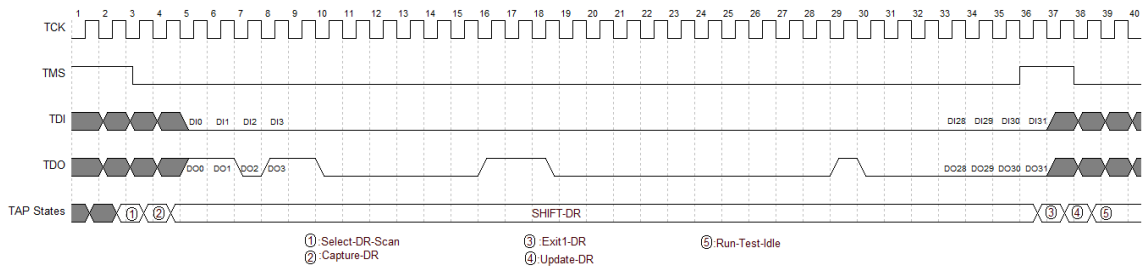 1 2 3 4 5 6 7 8 9 10 11 12 13 14 15 16 17 18 19 20 21 22 23 24 25 26 27 28 29 30 31 32 33 34 35 36 37 38 39 40
TCK
TMS
TDI DI0 DI1 DI2 DI3 DI28 DI29 DI30 DI31
TDO DO0 DO1 DO2 DO3 DO28 DO29 DO30 DO31
TAP States ① ② SHIFT-DR ③ ④ ⑤
①:Select-DR-Scan ③:Exit1-DR ⑤:Run-Test-Idle
②:Capture-DR ④:Update-DR